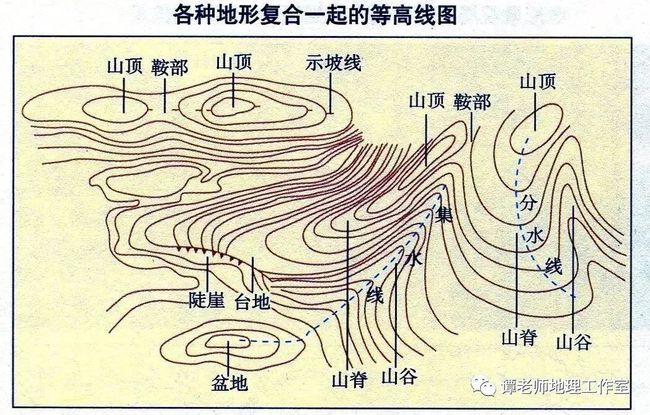 各种地形复合一起的等高线图
山顶 鞍部 山顶 示坡线
山顶 鞍部 山顶
分水线
集水线
陡崖 台地
盆地 山脊 山谷 山脊 山谷
谭老师地理工作室